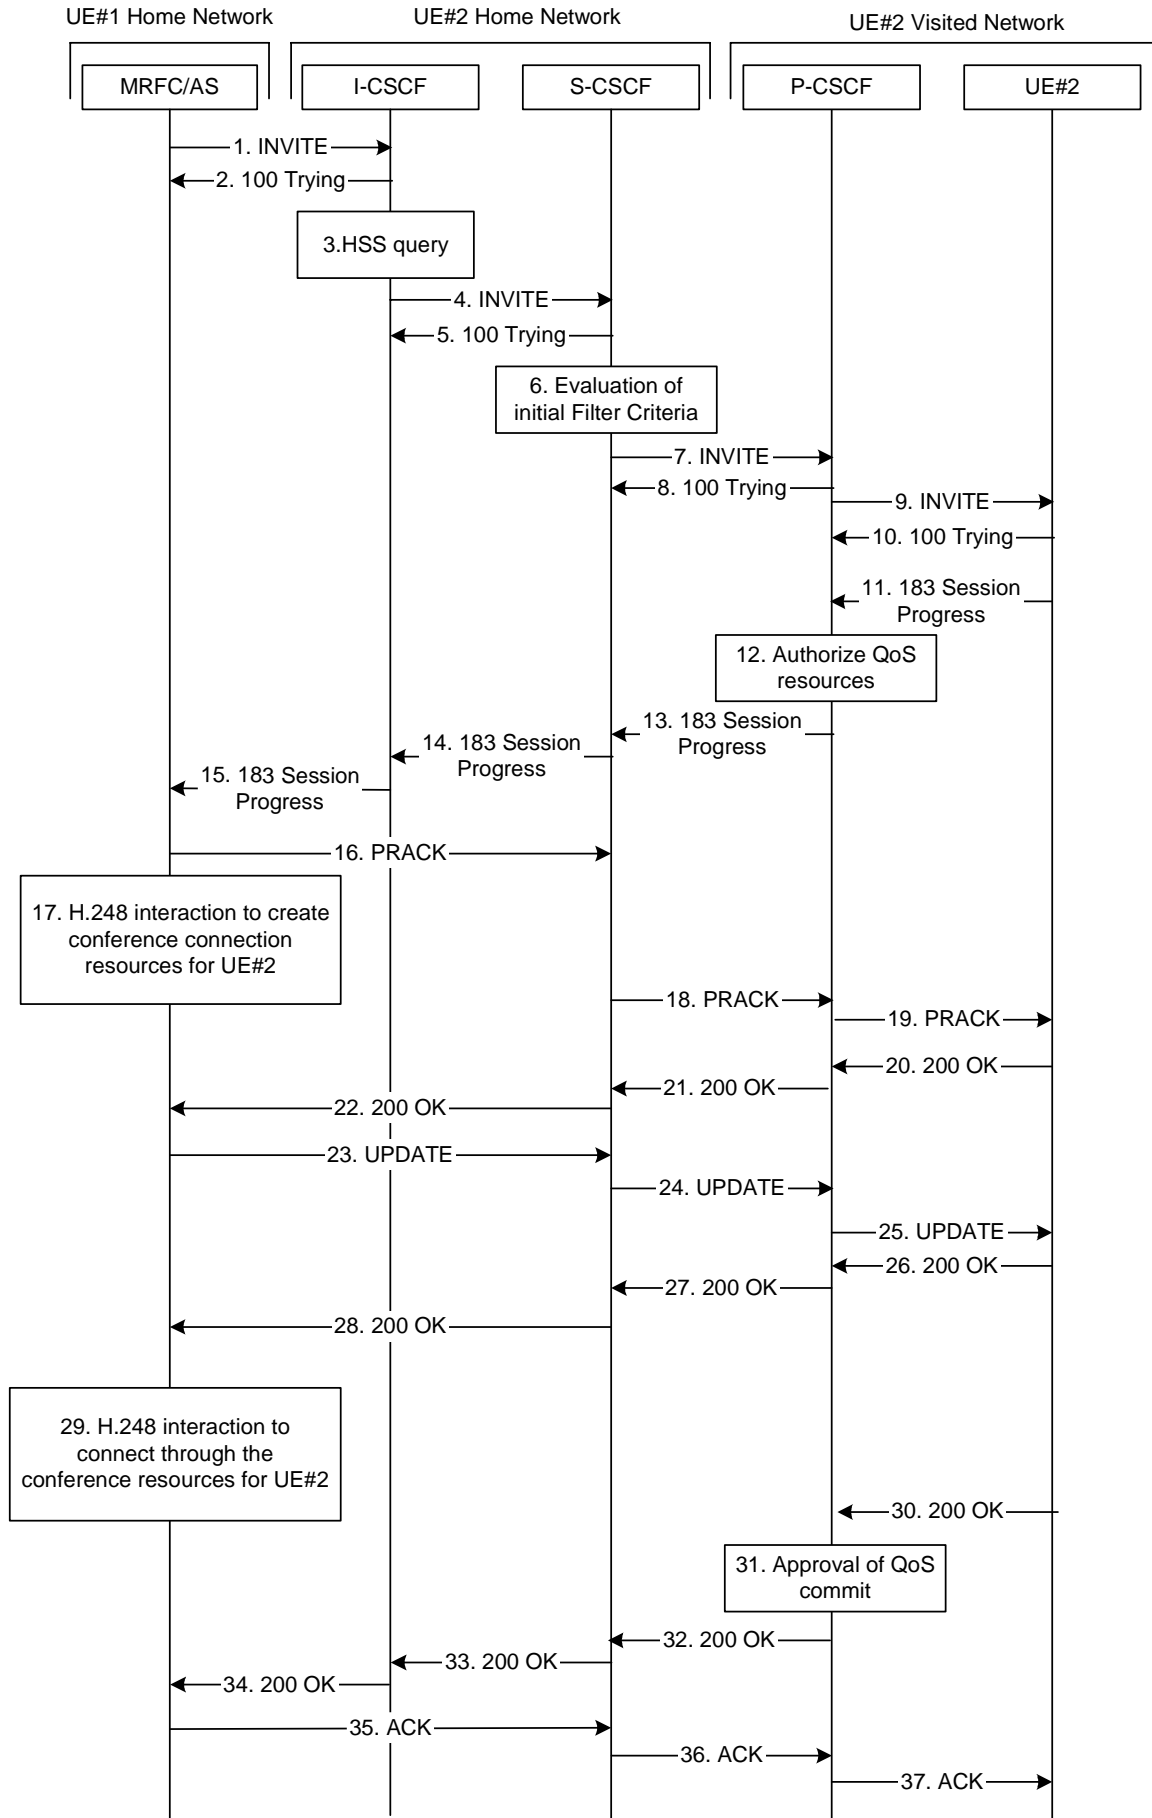 UE#1 Home Network
UE#2 Home Network
UE#2 Visited Network
MRFC/AS
I-CSCF
S-CSCF
P-CSCF
UE#2
1. INVITE
2. 100 Trying
3.HSS query
4. INVITE
5. 100 Trying
6. Evaluation of
initial Filter Criteria
7. INVITE
8. 100 Trying
9. INVITE
10. 100 Trying
11. 183 Session
Progress
12. Authorize QoS
resources
13. 183 Session
Progress
14. 183 Session
Progress
15. 183 Session
Progress
16. PRACK
17. H.248 interaction to create
conference connection
resources for UE#2
18. PRACK
19. PRACK
20. 200 OK
21. 200 OK
22. 200 OK
23. UPDATE
24. UPDATE
25. UPDATE
26. 200 OK
27. 200 OK
28. 200 OK
29. H.248 interaction to
connect through the
conference resources for UE#2
30. 200 OK
31. Approval of QoS
commit
32. 200 OK
33. 200 OK
34. 200 OK
35. ACK
36. ACK
37. ACK